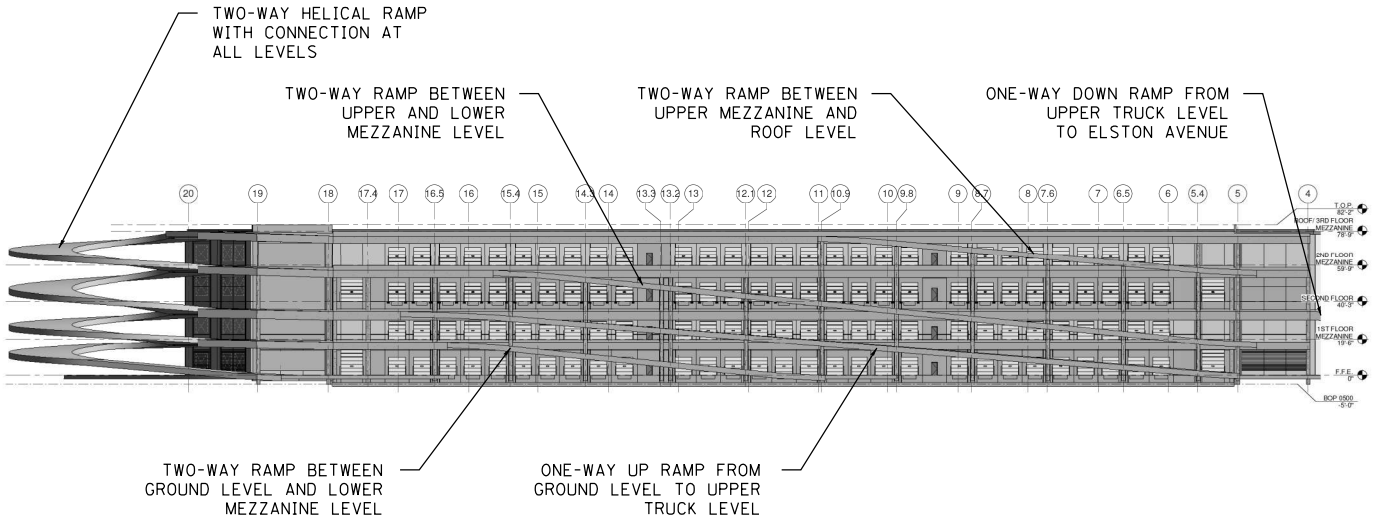 TWO-WAY HELICAL RAMP
WITH CONNECTION AT
ALL LEVELS
TWO-WAY RAMP BETWEEN
UPPER AND LOWER
MEZZANINE LEVEL
TWO-WAY RAMP BETWEEN
UPPER MEZZANINE AND
ROOF LEVEL
ONE-WAY DOWN RAMP FROM
UPPER TRUCK LEVEL
TO ELSTON AVENUE
20 19 18 17.4 17 16.5 16 15.4 15 14.3 14 13.3 13.2 13 12.1 12 11 10.9 10 9.8 9 8.7 8 7.6 7 6.5 6 5.4 5 4
T.O.P.
82'-2"
ROOF/ 3RD FLOOR
MEZZANINE
78'-9"
2ND FLOOR
MEZZANINE
59'-9"
SECOND FLOOR
40'-3"
1ST FLOOR
MEZZANINE
19'-6"
F.F.E.
0"
BOP 0500
-5'-0"
TWO-WAY RAMP BETWEEN
GROUND LEVEL AND LOWER
MEZZANINE LEVEL
ONE-WAY UP RAMP FROM
GROUND LEVEL TO UPPER
TRUCK LEVEL